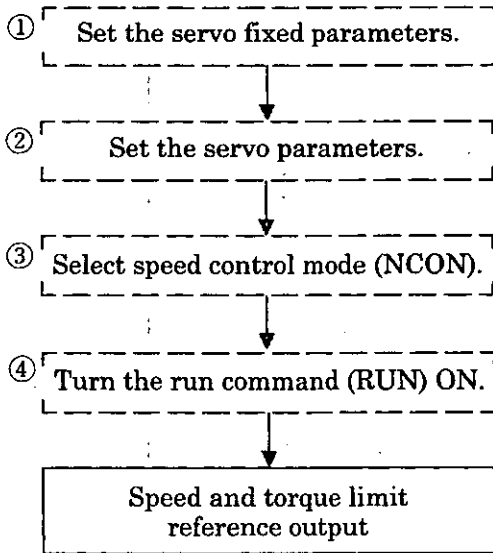 ① Set the servo fixed parameters.
② Set the servo parameters.
③ Select speed control mode (NCON).
④ Turn the run command (RUN) ON.
Speed and torque limit
reference output